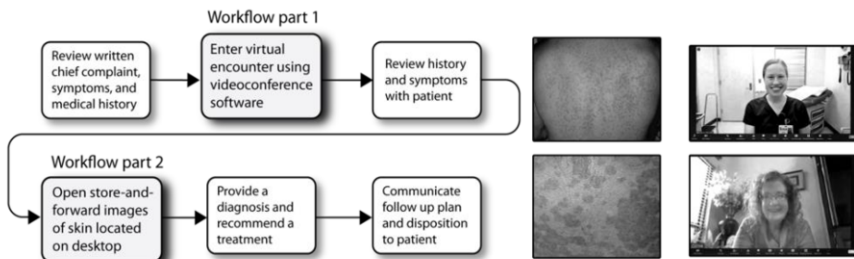 Workflow part 1
Review written
chief complaint,
symptoms, and
medical history
Enter virtual
encounter using
videoconference
software
Review history
and symptoms
with patient
Workflow part 2
Open store-and-
forward images
of skin located
on desktop
Provide a
diagnosis and
recommend a
treatment
Communicate
follow up plan
and disposition
to patient